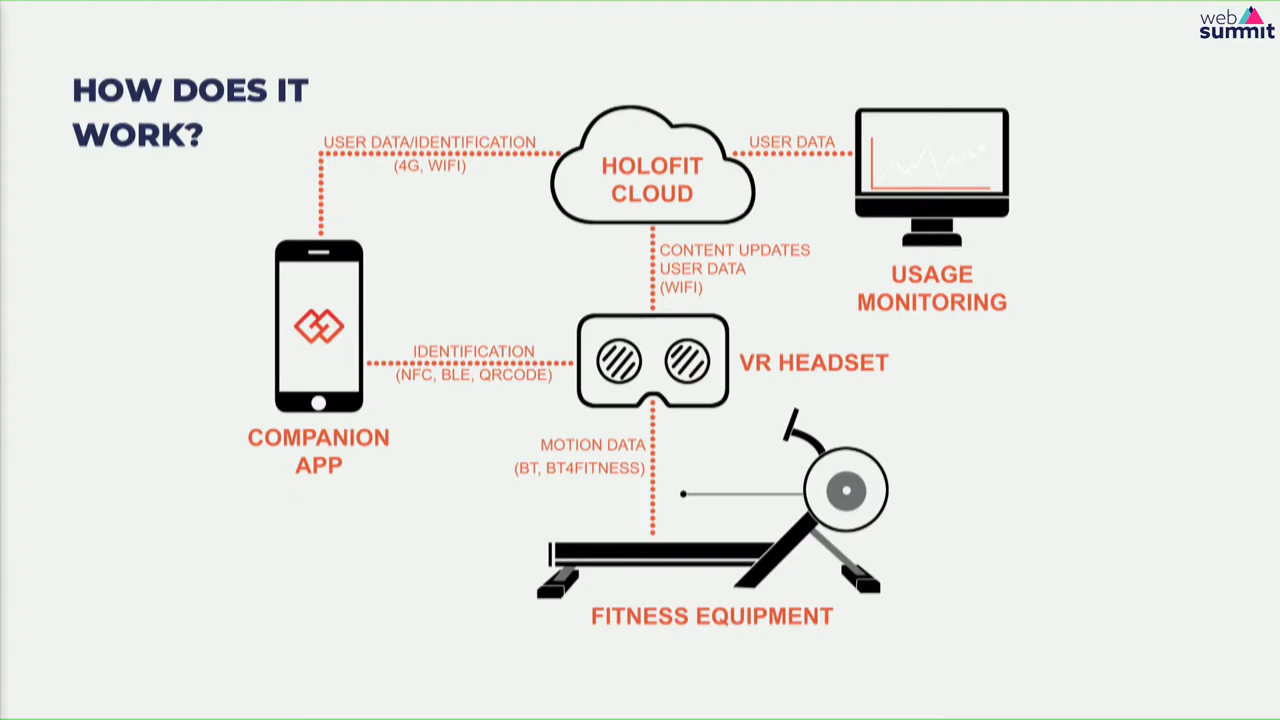 web
summit
HOW DOES IT
WORK?
USER DATA/IDENTIFICATION
(4G, WIFI)
HOLOFIT
CLOUD
USER DATA
CONTENT UPDATES
USER DATA
(WIFI)
USAGE
MONITORING
IDENTIFICATION
(NFC, BLE, QRCODE)
VR HEADSET
COMPANION
APP
MOTION DATA
(BT, BT4FITNESS)
FITNESS EQUIPMENT